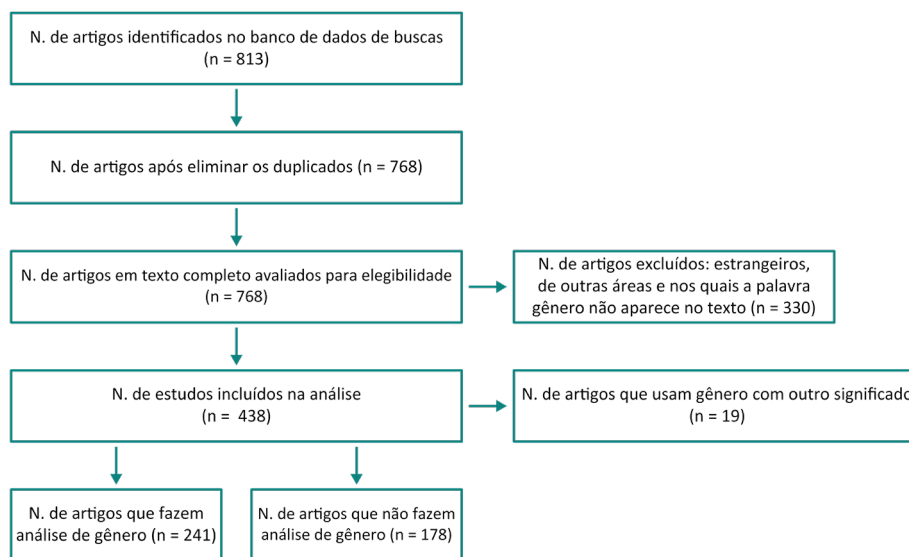 N. de artigos identificados no banco de dados de buscas
(n = 813)
N. de artigos após eliminar os duplicados (n = 768)
N. de artigos em texto completo avaliados para elegibilidade
(n = 768)
N. de artigos excluídos: estrangeiros,
de outras áreas e nos quais a palavra
gênero não aparece no texto (n = 330)
N. de estudos incluídos na análise
(n = 438)
N. de artigos que usam gênero com outro significado
(n = 19)
N. de artigos que fazem
análise de gênero (n = 241)
N. de artigos que não fazem
análise de gênero (n = 178)